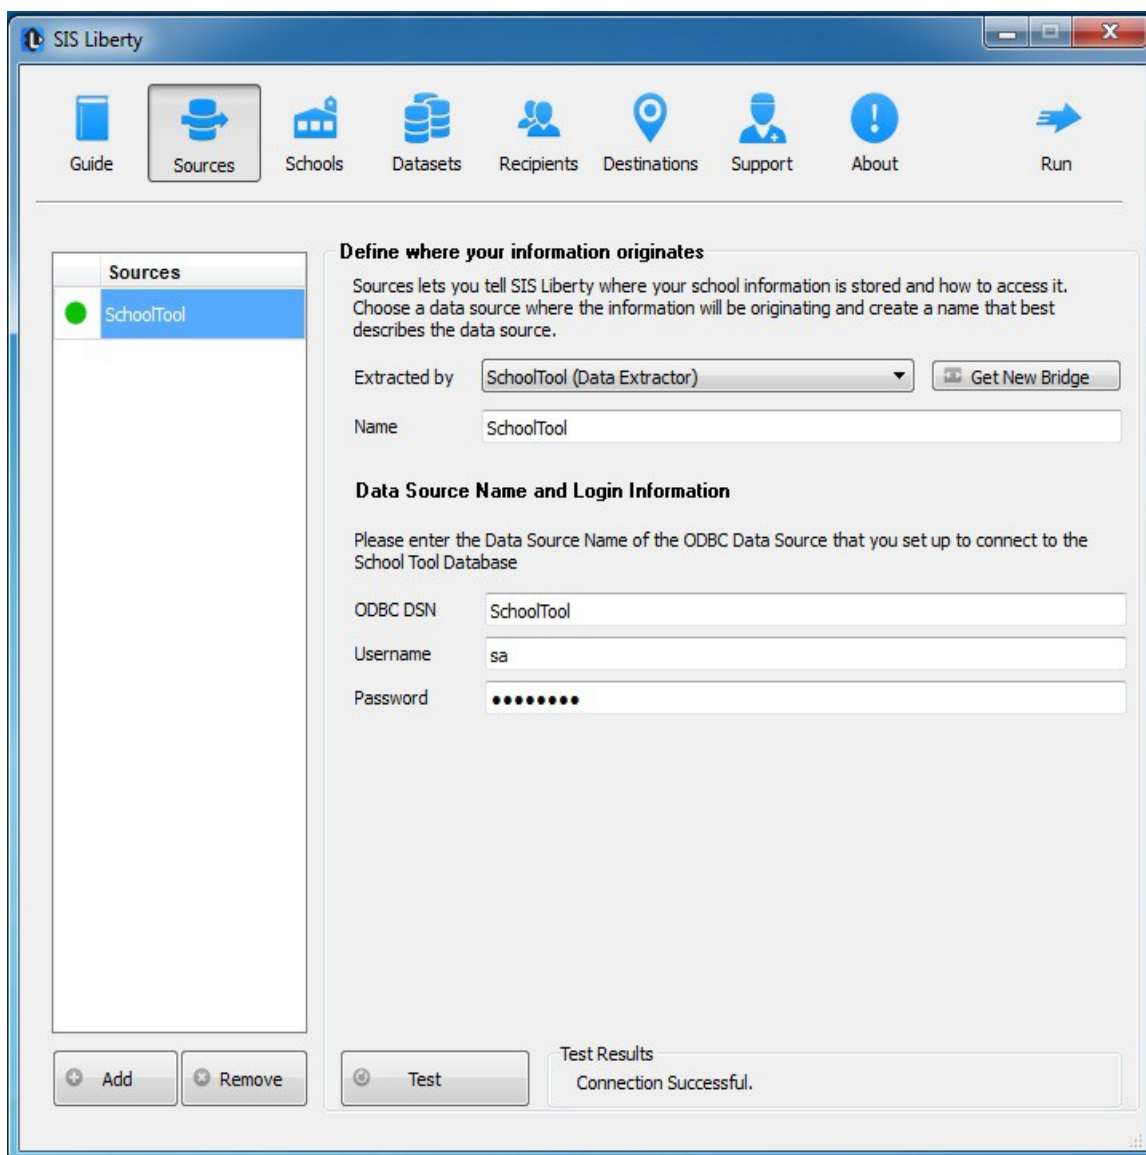 SIS Liberty
Guide
Sources
Schools
Datasets
Recipients
Destinations
Support
About
Run
Sources
SchoolTool
Define where your information originates
Sources lets you tell SIS Liberty where your school information is stored and how to access it.
Choose a data source where the information will be originating and create a name that best
describes the data source.
Extracted by
SchoolTool (Data Extractor)
Get New Bridge
Name
SchoolTool
Data Source Name and Login Information
Please enter the Data Source Name of the ODBC Data Source that you set up to connect to the
School Tool Database
ODBC DSN
SchoolTool
Username
sa
Password
••••••••
Add
Remove
Test
Test Results
Connection Successful.